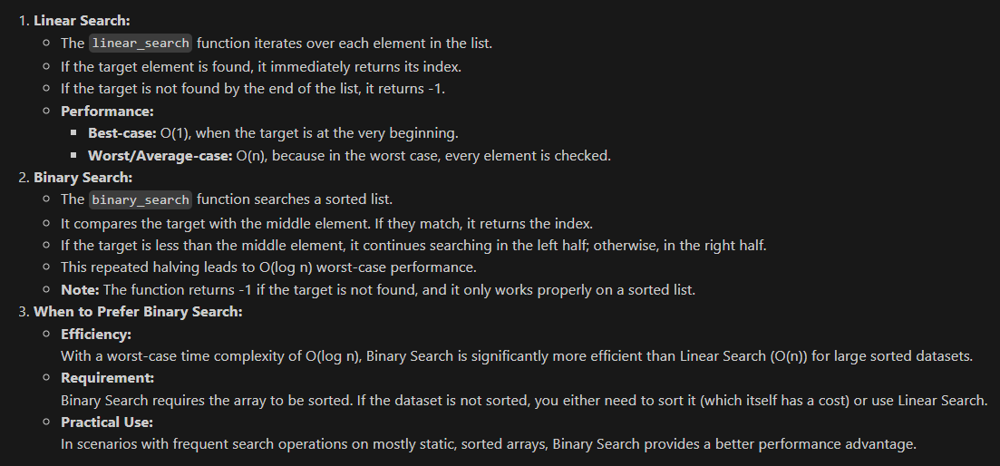 1. Linear Search:
○ The linear_search function iterates over each element in the list.
○ If the target element is found, it immediately returns its index.
○ If the target is not found by the end of the list, it returns -1.
○ Performance:
■ Best-case: O(1), when the target is at the very beginning.
■ Worst/Average-case: O(n), because in the worst case, every element is checked.
2. Binary Search:
○ The binary_search function searches a sorted list.
○ It compares the target with the middle element. If they match, it returns the index.
○ If the target is less than the middle element, it continues searching in the left half; otherwise, in the right half.
○ This repeated halving leads to O(log n) worst-case performance.
○ Note: The function returns -1 if the target is not found, and it only works properly on a sorted list.
3. When to Prefer Binary Search:
○ Efficiency:
With a worst-case time complexity of O(log n), Binary Search is significantly more efficient than Linear Search (O(n)) for large sorted datasets.
○ Requirement:
Binary Search requires the array to be sorted. If the dataset is not sorted, you either need to sort it (which itself has a cost) or use Linear Search.
○ Practical Use:
In scenarios with frequent search operations on mostly static, sorted arrays, Binary Search provides a better performance advantage.